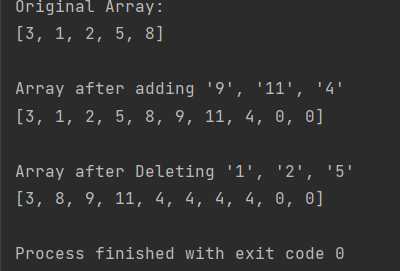 Original Array:
[3, 1, 2, 5, 8]
Array after adding '9', '11', '4'
[3, 1, 2, 5, 8, 9, 11, 4, 0, 0]
Array after Deleting '1', '2', '5'
[3, 8, 9, 11, 4, 4, 4, 4, 0, 0]
Process finished with exit code 0